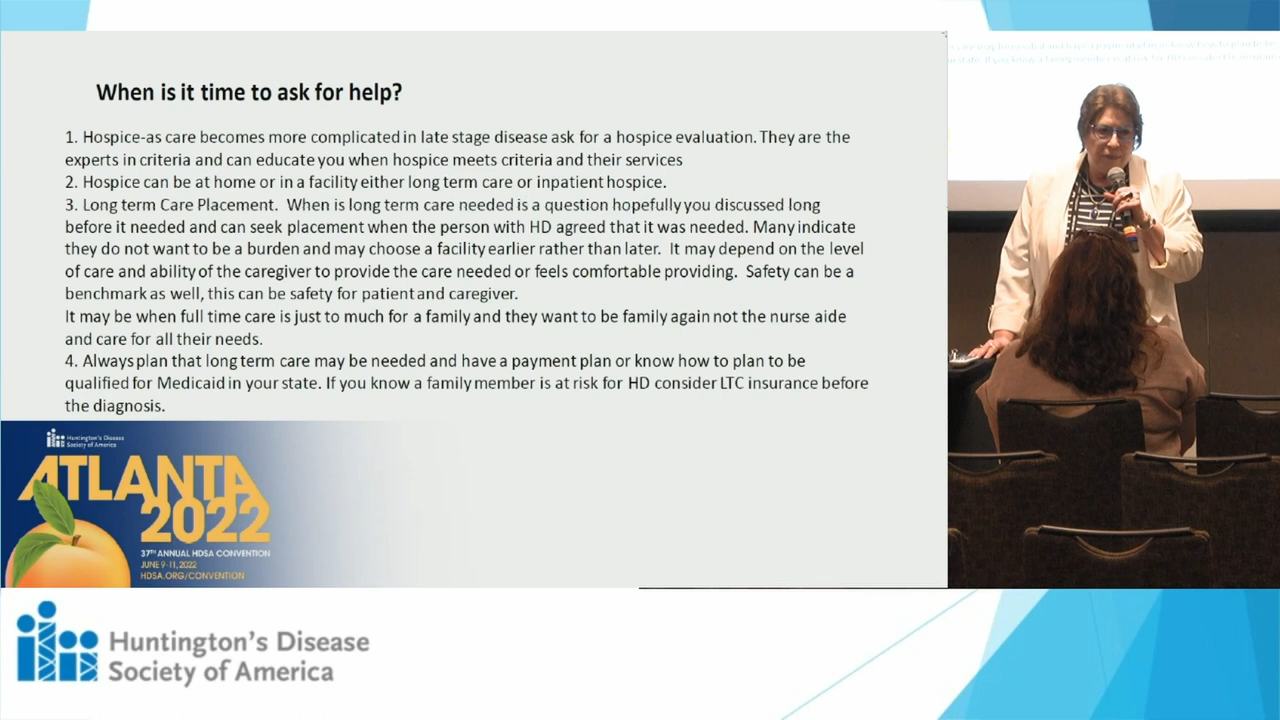 When is it time to ask for help?
1. Hospice-as care becomes more complicated in late stage disease ask for a hospice evaluation. They are the
experts in criteria and can educate you when hospice meets criteria and their services
2. Hospice can be at home or in a facility either long term care or inpatient hospice.
3. Long term Care Placement. When is long term care needed is a question hopefully you discussed long
before it needed and can seek placement when the person with HD agreed that it was needed. Many indicate
they do not want to be a burden and may choose a facility earlier rather than later. It may depend on the level
of care and ability of the caregiver to provide the care needed or feels comfortable providing. Safety can be a
benchmark as well, this can be safety for patient and caregiver.
It may be when full time care is just to much for a family and they want to be family again not the nurse aide
and care for all their needs.
4. Always plan that long term care may be needed and have a payment plan or know how to plan to be
qualified for Medicaid in your state. If you know a family member is at risk for HD consider LTC insurance before
the diagnosis.
Huntington's Disease
Society of America
ATLANTA
2022
37TH ANNUAL HDSA CONVENTION
JUNE 9-11, 2022
HDSA.ORG/CONVENTION
Huntington's Disease
Society of America